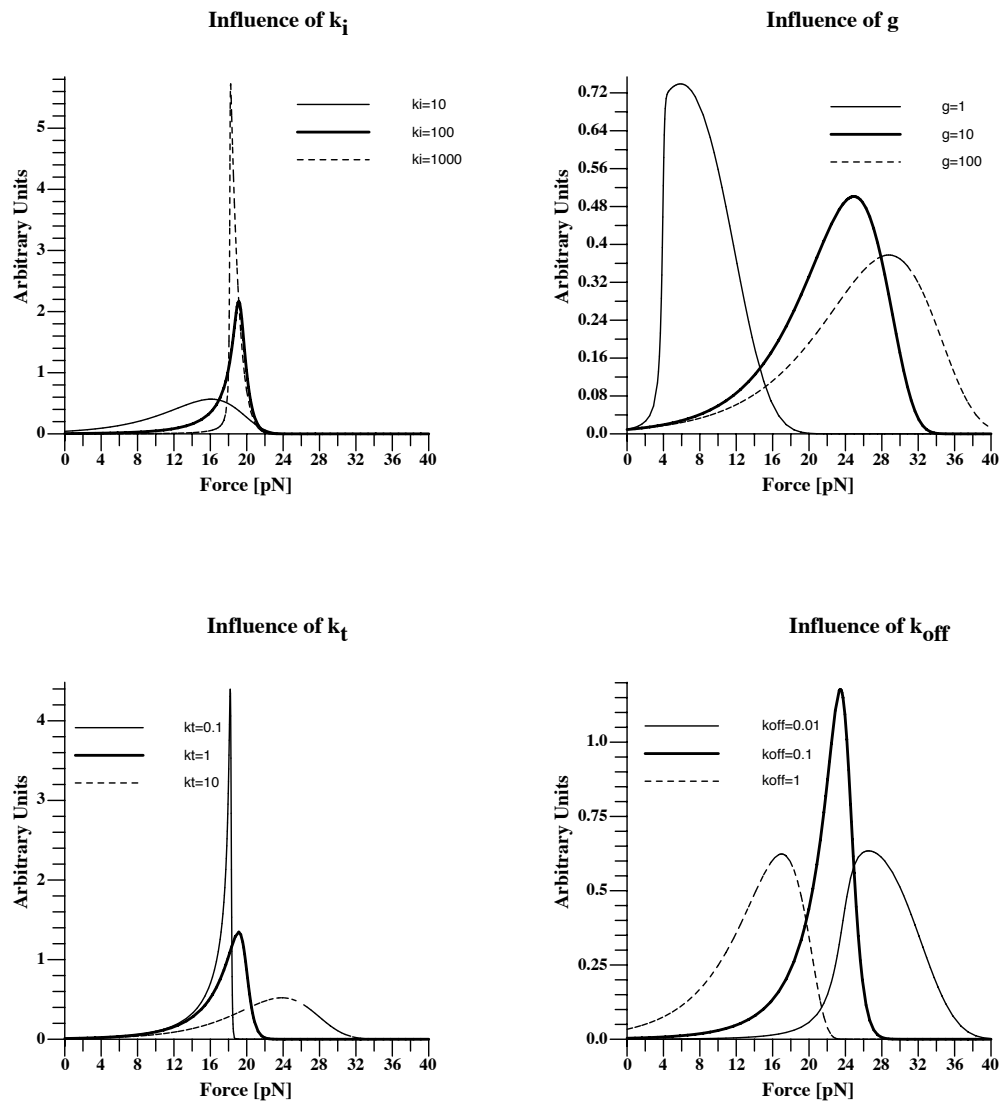 Influence of ki
ki=10
ki=100
ki=1000
5
4
3
2
1
0
Arbitrary Units
0 4 8 12 16 20 24 28 32 36 40
Force [pN]
Influence of g
g=1
g=10
g=100
0.72
0.64
0.56
0.48
0.4
0.32
0.24
0.16
0.08
0.0
Arbitrary Units
0 4 8 12 16 20 24 28 32 36 40
Force [pN]
Influence of kt
kt=0.1
kt=1
kt=10
4
3
2
1
0
Arbitrary Units
0 4 8 12 16 20 24 28 32 36 40
Force [pN]
Influence of koff
koff=0.01
koff=0.1
koff=1
1.0
0.75
0.5
0.25
0.0
Arbitrary Units
0 4 8 12 16 20 24 28 32 36 40
Force [pN]